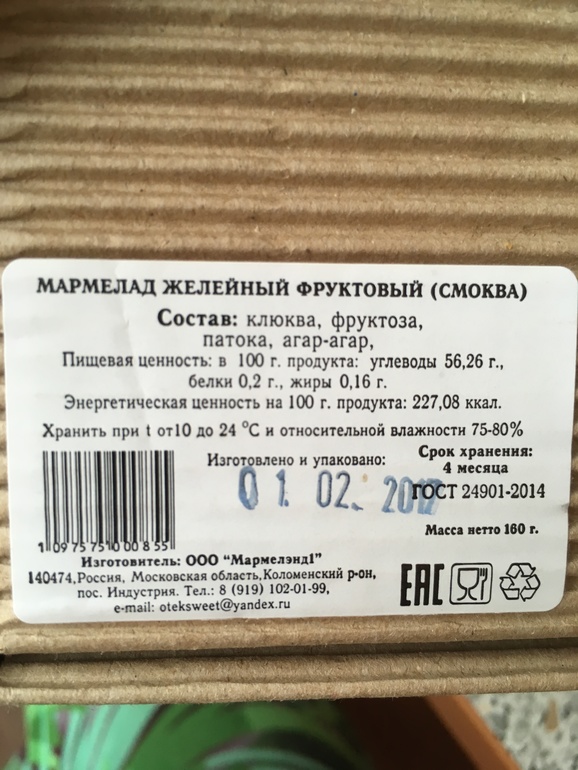 МАРМЕЛАД ЖЕЛЕЙНЫЙ ФРУКТОВЫЙ (СМОКВА)
Состав: клюква, фруктоза,
патока, агар-агар,
Пищевая ценность: в 100 г. продукта: углеводы 56,26 г.,
белки 0,2 г., жиры 0,16 г.
Энергетическая ценность на 100 г. продукта: 227,08 ккал.
Хранить при t от10 до 24 °С и относительной влажности 75-80%
Изготовлено и упаковано:
01.02.2017
Срок хранения:
4 месяца
ГОСТ 24901-2014
Масса нетто 160 г.
1 09 75 75 10 00 8 55
Изготовитель: ООО "Мармелэнд1"
140474,Россия, Московская область,Коломенский р-он,
пос. Индустрия. Тел.: 8 (919) 102-01-99,
e-mail: oteksweet@yandex.ru
ЕАС